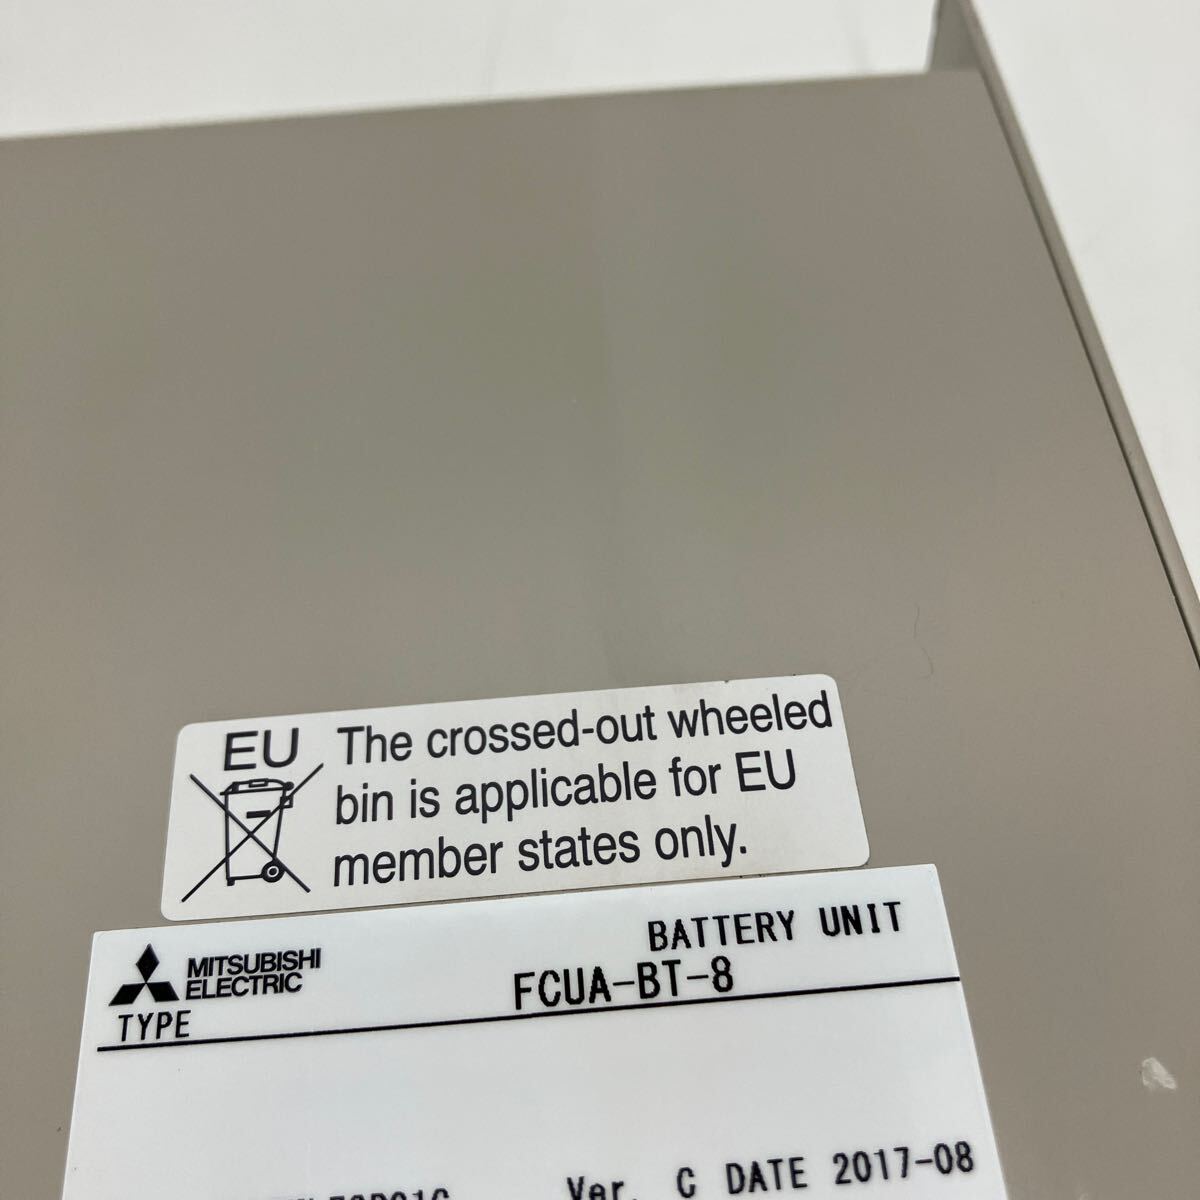 EU
The crossed-out wheeled
bin is applicable for EU
member states only.
BATTERY UNIT
MITSUBISHI
ELECTRIC
TYPE FCUA-BT-8
Ver. C DATE 2017-08